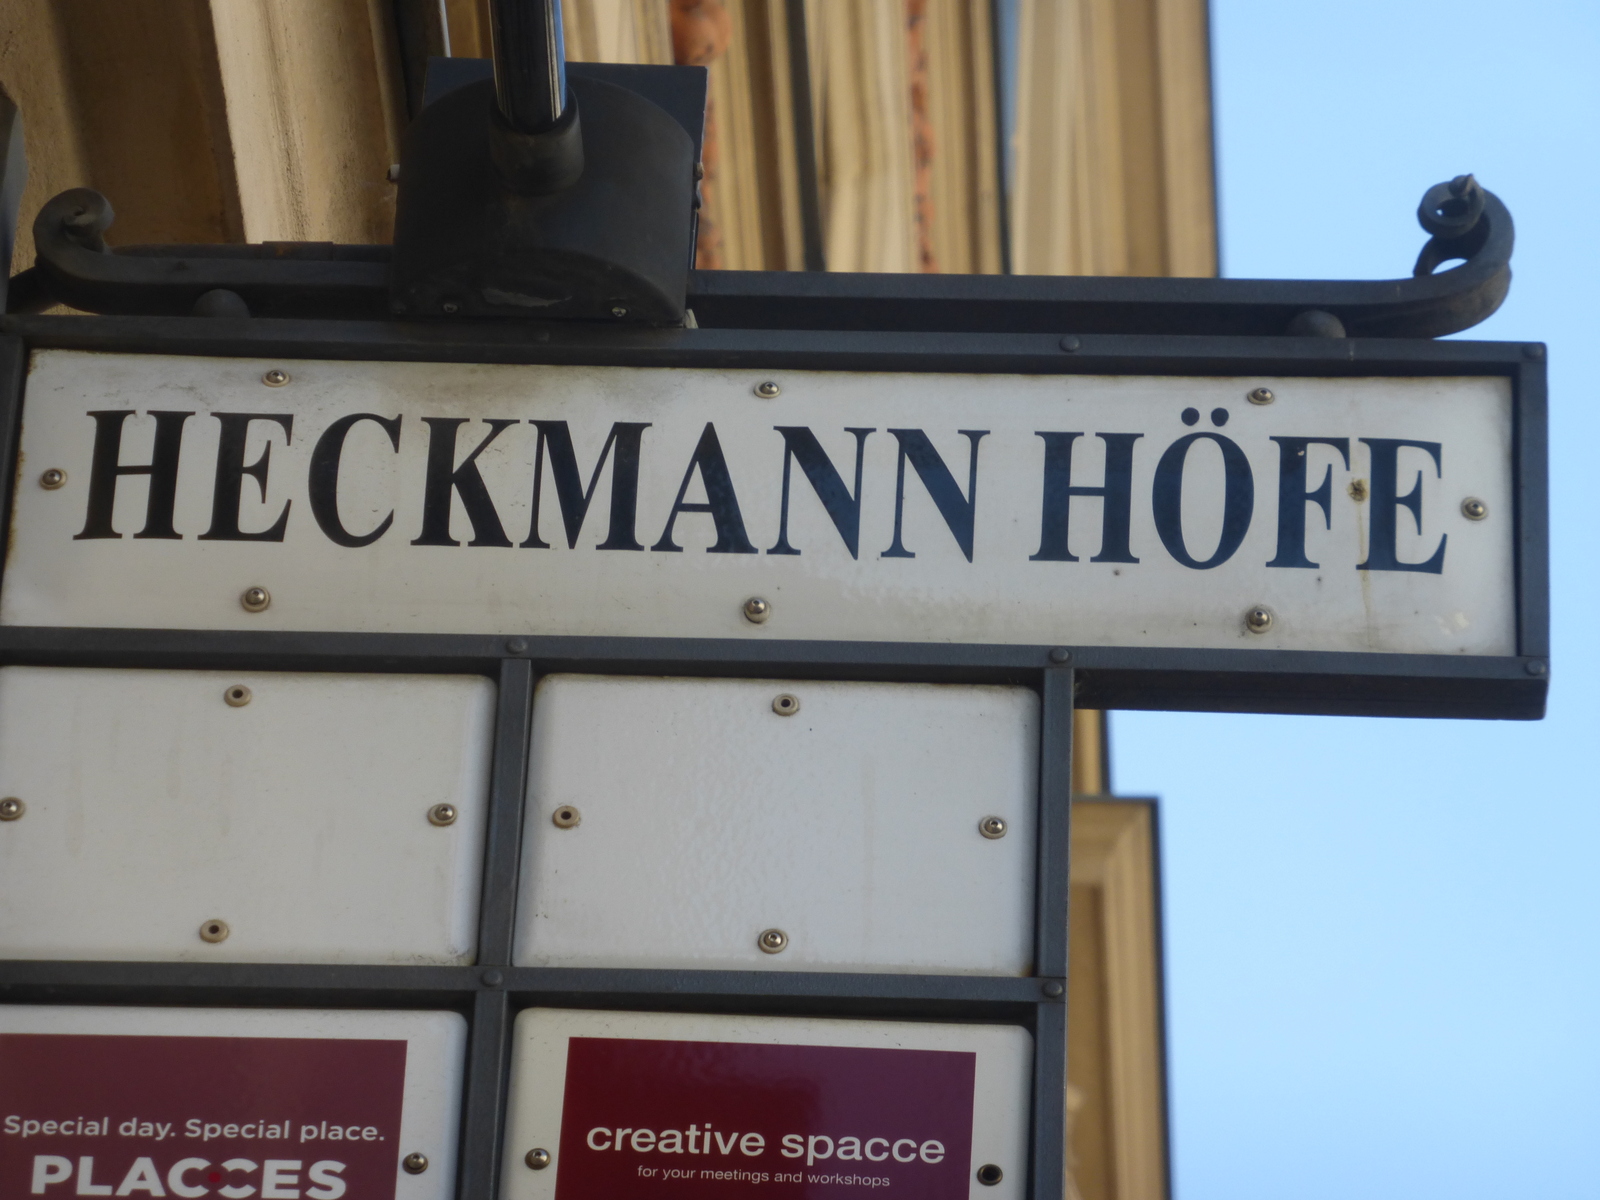 HECKMANN HÖFE
Special day. Special place.
PLACCES
creative spacce
for your meetings and workshops